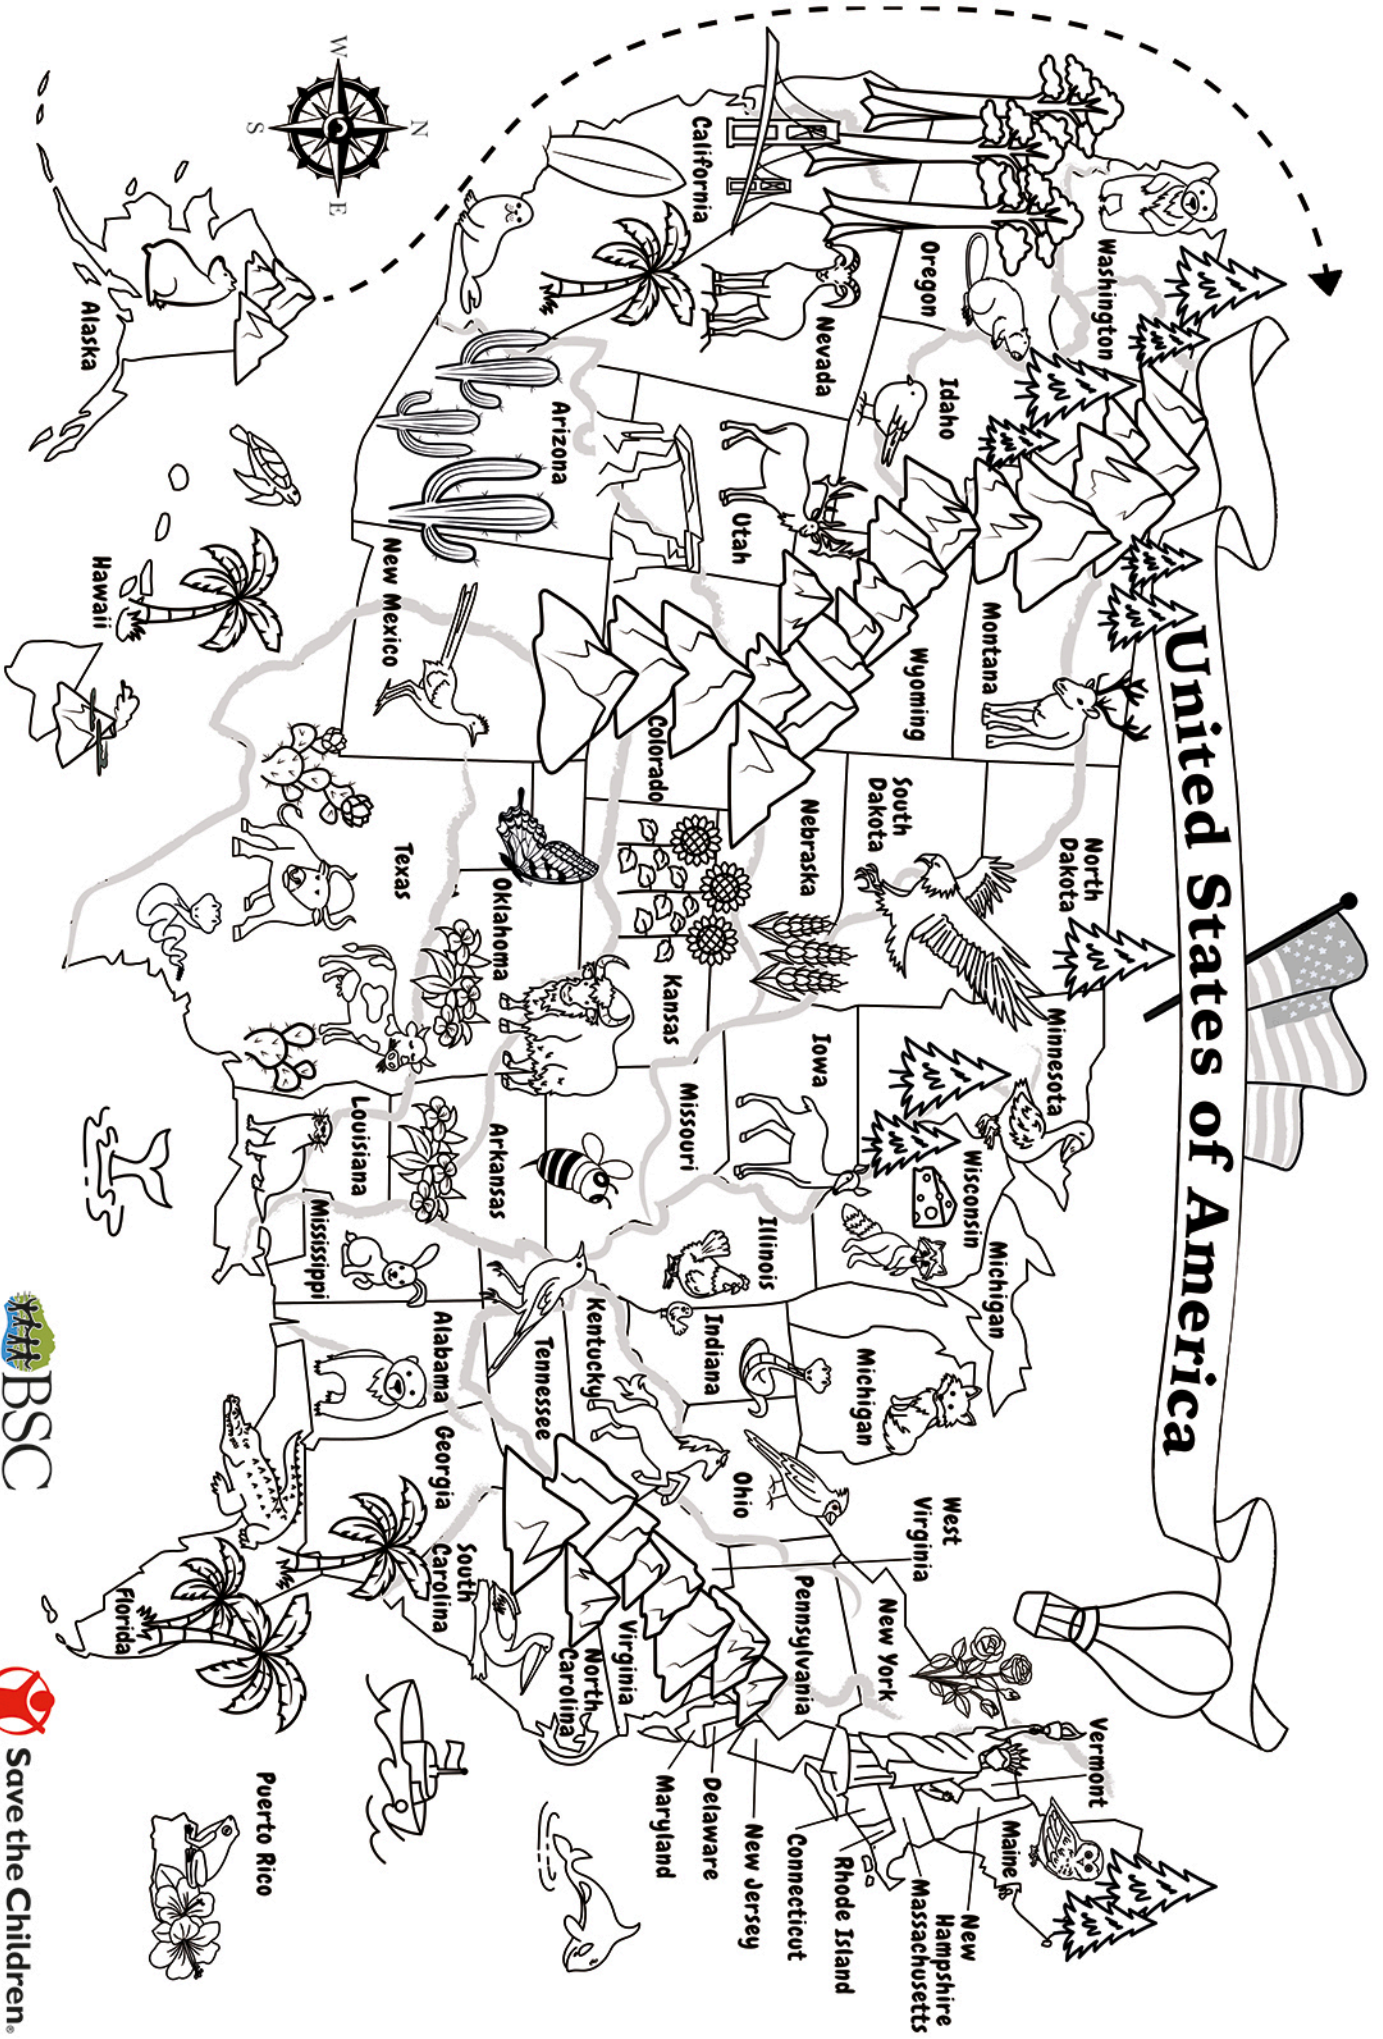 United States of America
Washington
Oregon
California
Nevada
Idaho
Montana
Wyoming
Utah
Arizona
Colorado
New Mexico
North
Dakota
South
Dakota
Nebraska
Kansas
Oklahoma
Texas
Minnesota
Iowa
Missouri
Arkansas
Louisiana
Wisconsin
Illinois
Michigan
Michigan
Indiana
Kentucky
Tennessee
Mississippi
Alabama
Georgia
Ohio
West
Virginia
Pennsylvania
New York
Vermont
Maine
New
Hampshire
Massachusetts
Rhode Island
Connecticut
New Jersey
Delaware
Maryland
Virginia
North
Carolina
South
Carolina
Florida
Alaska
Hawaii
Puerto Rico
N
W
E
S
BSC
Save the Children®